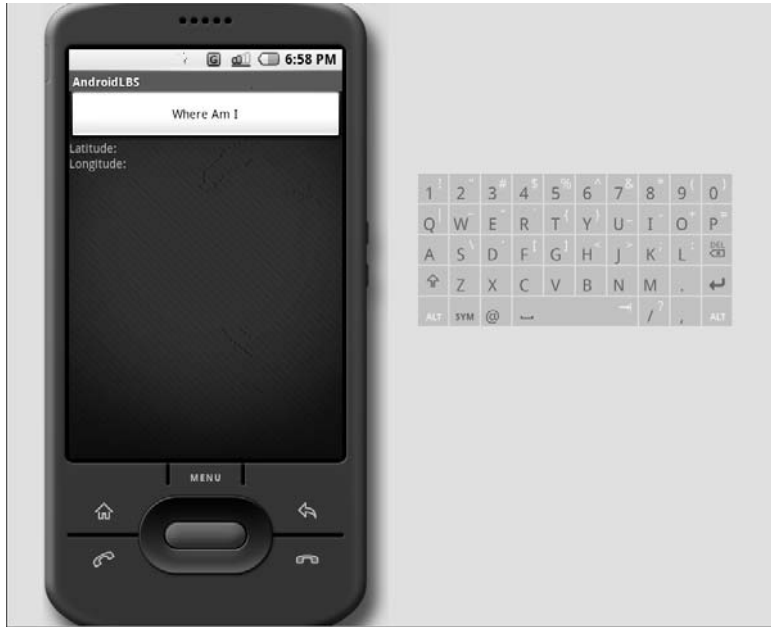 G 6:58 PM
AndroidLBS
Where Am I
Latitude:
Longitude:
MENU
1 ! 2 3 # 4 $ 5 % 6 ^ 7 & 8 * 9 ( 0 )
Q | W E R T { Y } U - I O + P =
A S \ D F [ G ] H < J > K ; L : DEL
Z X C V B N M .
ALT SYM @ / ? , ALT